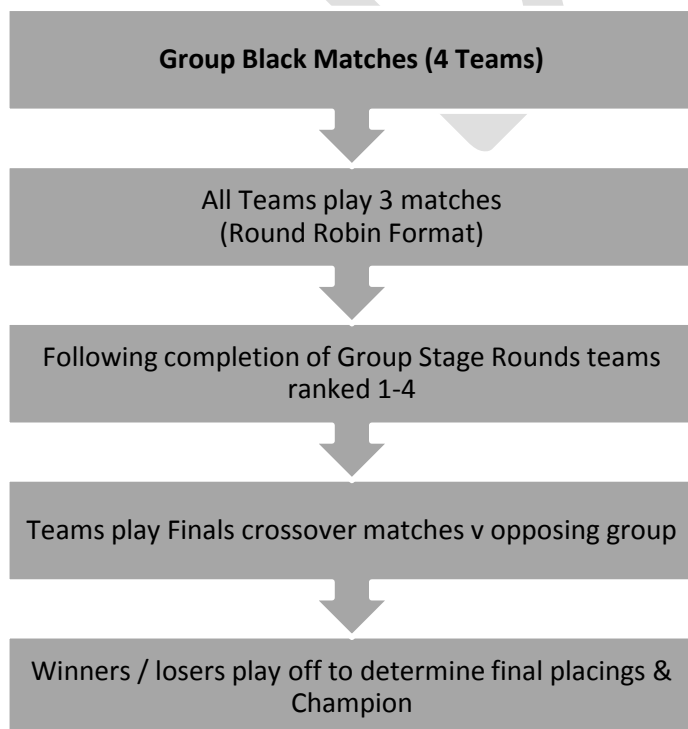 Group Black Matches (4 Teams)
All Teams play 3 matches
(Round Robin Format)
Following completion of Group Stage Rounds teams
ranked 1-4
Teams play Finals crossover matches v opposing group
Winners / losers play off to determine final placings &
Champion